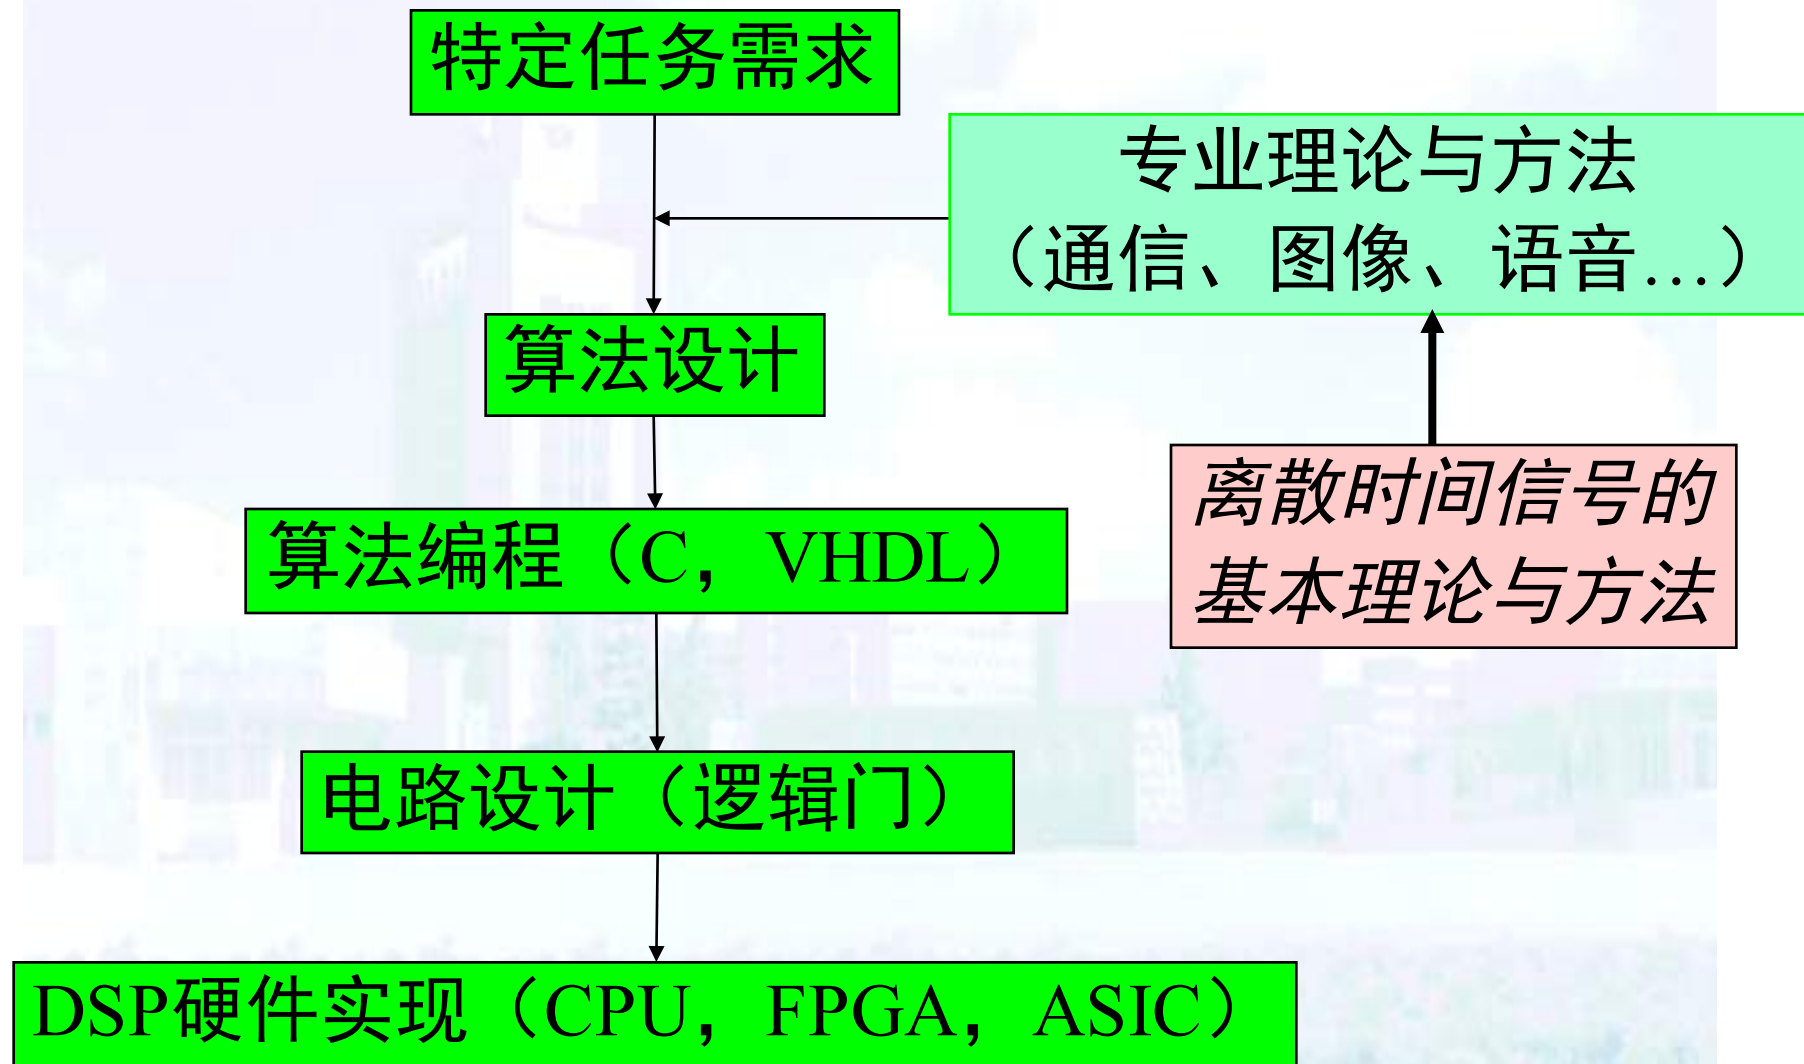 特定任务需求
专业理论与方法
（通信、图像、语音…）
算法设计
离散时间信号的
基本理论与方法
算法编程（C，VHDL）
电路设计（逻辑门）
DSP硬件实现（CPU，FPGA，ASIC）